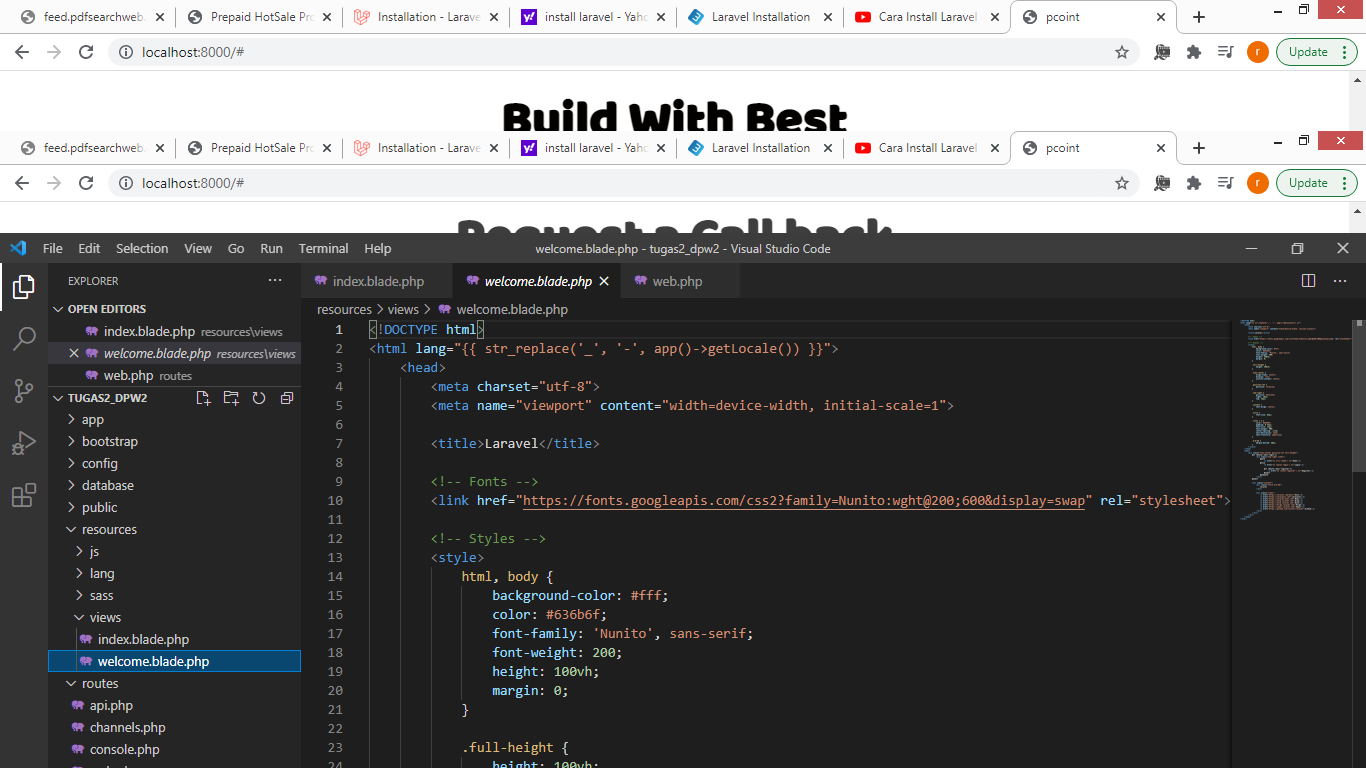 feed.pdfsearchweb. Prepaid HotSale Pro Installation - Larave install laravel - Yaho Laravel Installation Cara Install Laravel pcoint
localhost:8000/# Update
r
Build With Best
feed.pdfsearchweb. Prepaid HotSale Pro Installation - Larave install laravel - Yaho Laravel Installation Cara Install Laravel pcoint
localhost:8000/# Update
r
Request a Call back
File Edit Selection View Go Run Terminal Help welcome.blade.php - tugas2_dpw2 - Visual Studio Code
EXPLORER
OPEN EDITORS
index.blade.php resources\views
welcome.blade.php resources\views
web.php routes
TUGAS2_DPW2
app
bootstrap
config
database
public
resources
js
lang
sass
views
index.blade.php
welcome.blade.php
routes
api.php
channels.php
console.php
index.blade.php welcome.blade.php web.php
resources > views > welcome.blade.php
1 <!DOCTYPE html>
2 <html lang="{{ str_replace('_', '-', app()->getLocale()) }}">
3 <head>
4 <meta charset="utf-8">
5 <meta name="viewport" content="width=device-width, initial-scale=1">
6
7 <title>Laravel</title>
8
9 <!-- Fonts -->
10 <link href="https://fonts.googleapis.com/css2?family=Nunito:wght@200;600&display=swap" rel="stylesheet">
11
12 <!-- Styles -->
13 <style>
14 html, body {
15 background-color: #fff;
16 color: #636b6f;
17 font-family: 'Nunito', sans-serif;
18 font-weight: 200;
19 height: 100vh;
20 margin: 0;
21 }
22
23 .full-height {
24 height: 100vh;